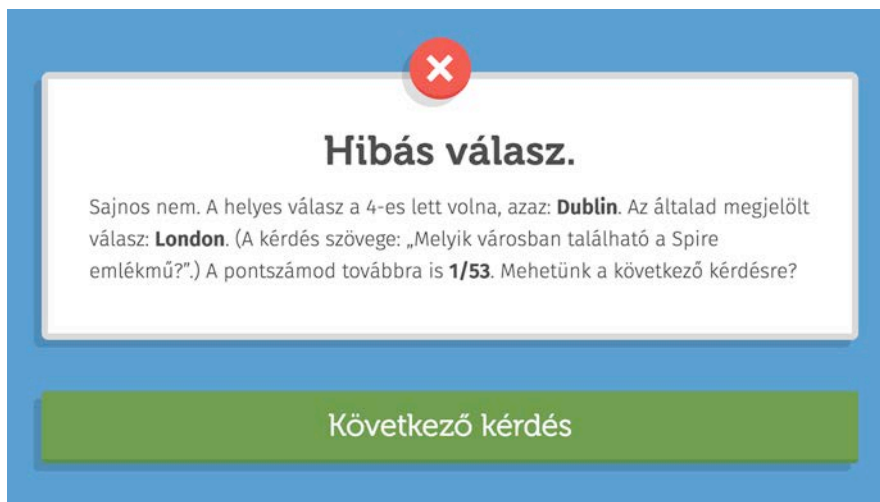 Hibás válasz.
Sajnos nem. A helyes válasz a 4-es lett volna, azaz: Dublin. Az általad megjelölt
válasz: London. (A kérdés szövege: „Melyik városban található a Spire
emlékmű?”.) A pontszámod továbbra is 1/53. Mehetünk a következő kérdésre?
Következő kérdés